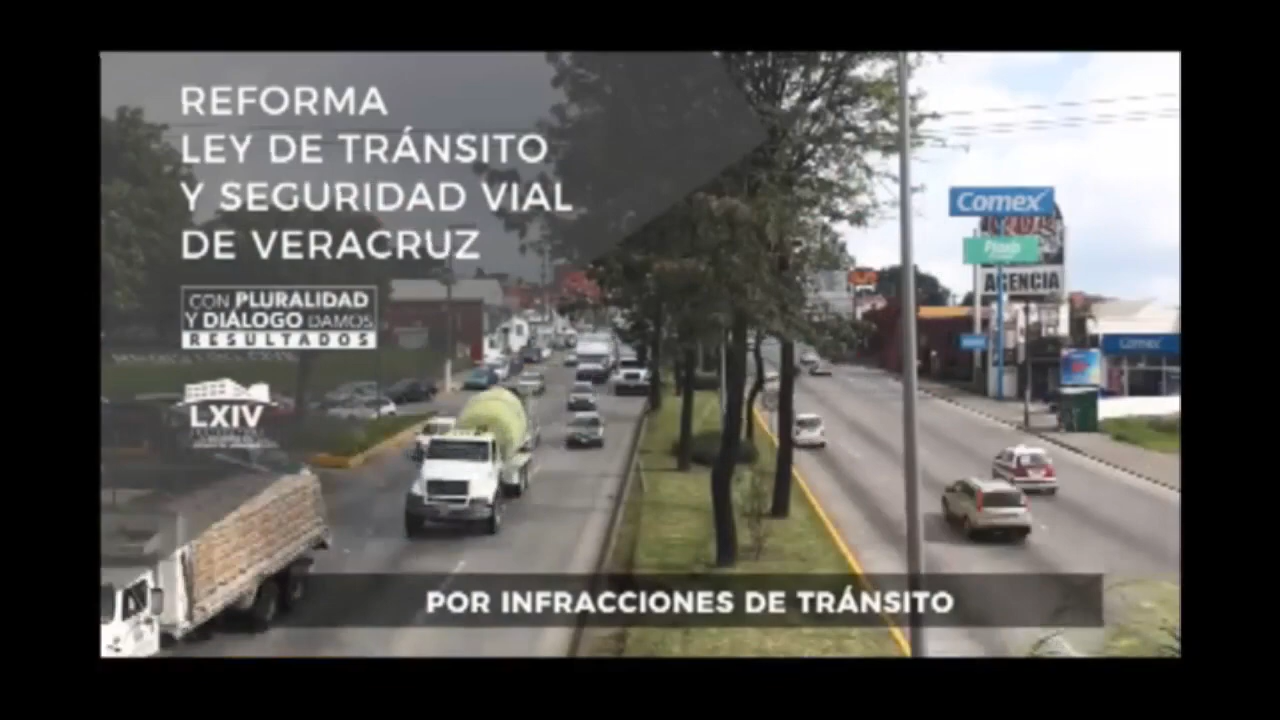 REFORMA
LEY DE TRÁNSITO
Y SEGURIDAD VIAL
DE VERACRUZ
CON PLURALIDAD
Y DIÁLOGO DAMOS
RESULTADOS
LXIV
Comex
AGENCIA
Comex
POR INFRACCIONES DE TRÁNSITO